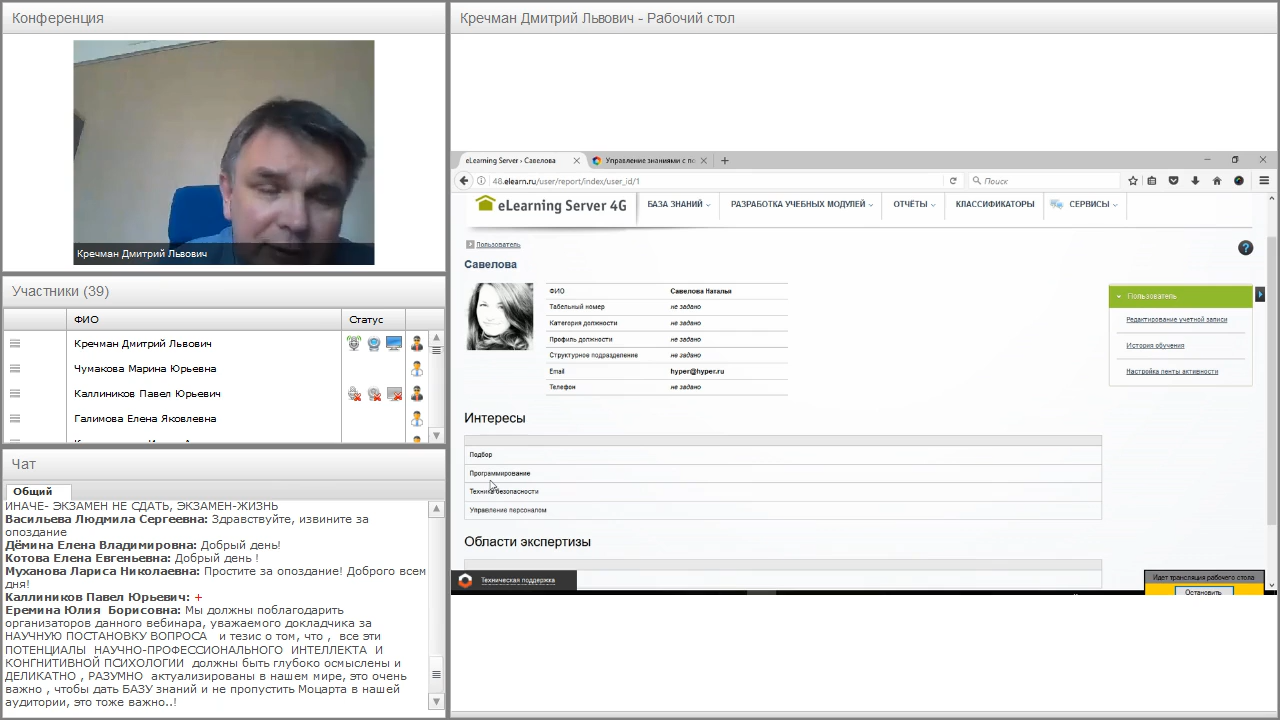 Конференция
Кречман Дмитрий Львович
Участники (39)
ФИО Статус
Кречман Дмитрий Львович
Чумакова Марина Юрьевна
Каллиников Павел Юрьевич
Галимова Елена Яковлевна
Чат
Общий
ИНАЧЕ- ЭКЗАМЕН НЕ СДАТЬ, ЭКЗАМЕН-ЖИЗНЬ
Васильева Людмила Сергеевна: Здравствуйте, извините за
опоздание
Дёмина Елена Владимировна: Добрый день!
Котова Елена Евгеньевна: Добрый день !
Муханова Лариса Николаевна: Простите за опоздание! Доброго всем
дня!
Каллиников Павел Юрьевич: +
Еремина Юлия Борисовна: Мы должны поблагодарить
организаторов данного вебинара, уважаемого докладчика за
НАУЧНУЮ ПОСТАНОВКУ ВОПРОСА и тезис о том, что , все эти
ПОТЕНЦИАЛЫ НАУЧНО-ПРОФЕССИОНАЛЬНОГО ИНТЕЛЛЕКТА И
КОНГНИТИВНОЙ ПСИХОЛОГИИ должны быть глубоко осмыслены и
ДЕЛИКАТНО , РАЗУМНО актуализированы в нашем мире, это очень
важно , чтобы дать БАЗУ знаний и не пропустить Моцарта в нашей
аудитории, это тоже важно..!
Кречман Дмитрий Львович - Рабочий стол
eLearning Server › Савелова
Управление знаниями с по
48.elearn.ru/user/report/index/user_id/1
Поиск
eLearning Server 4G
БАЗА ЗНАНИЙ РАЗРАБОТКА УЧЕБНЫХ МОДУЛЕЙ ОТЧЁТЫ КЛАССИФИКАТОРЫ СЕРВИСЫ
Пользователь
?
Савелова
ФИО Савелова Наталья
Табельный номер не задано
Категория должности не задано
Профиль должности не задано
Структурное подразделение не задано
Email hyper@hyper.ru
Телефон не задано
Пользователь
Редактирование учетной записи
История обучения
Настройка ленты активности
Интересы
Подбор
Программирование
Техника безопасности
Управление персоналом
Области экспертизы
Техническая поддержка
Идет трансляция рабочего стола
Остановить